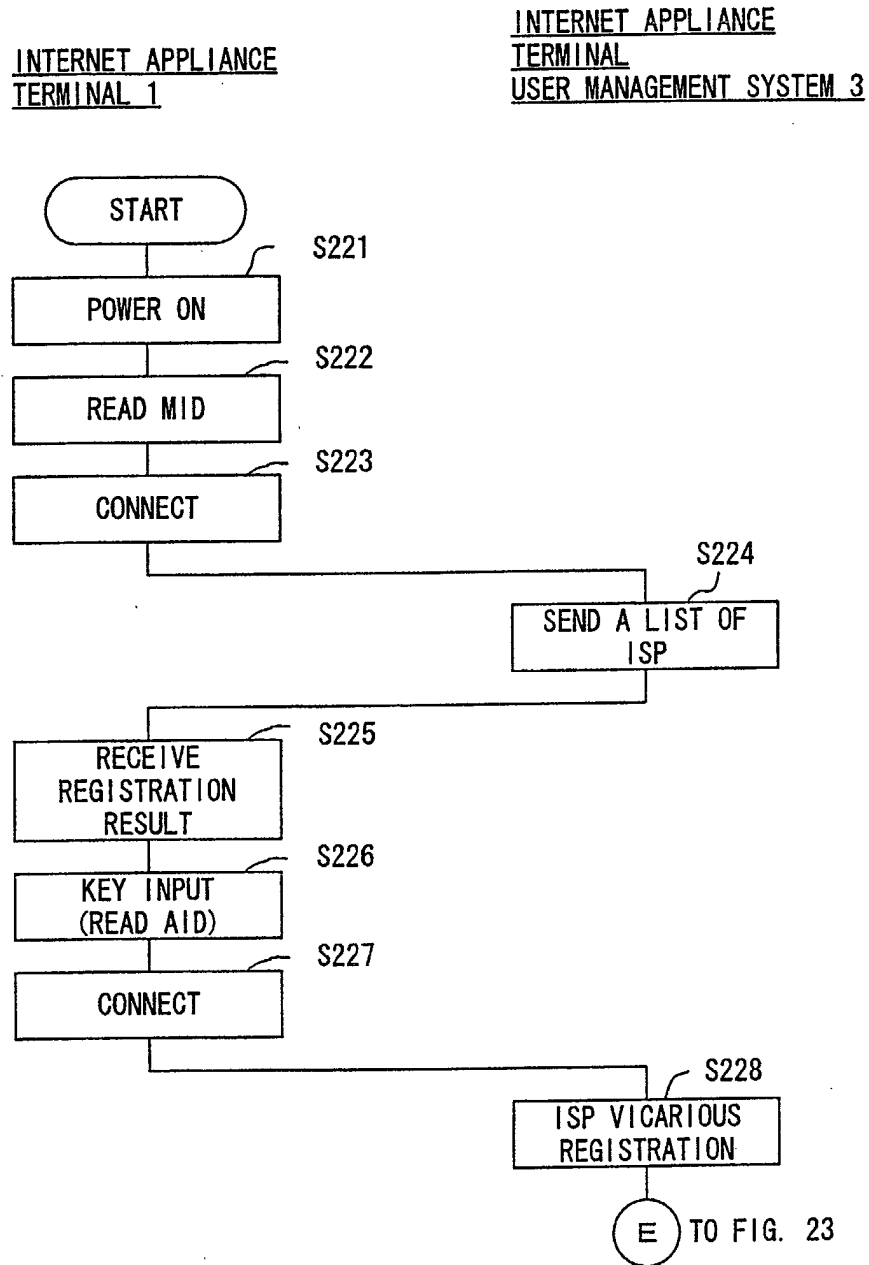 INTERNET APPLIANCE
TERMINAL 1
INTERNET APPLIANCE
TERMINAL
USER MANAGEMENT SYSTEM 3
START
S221
POWER ON
S222
READ MID
S223
CONNECT
S224
SEND A LIST OF
ISP
S225
RECEIVE
REGISTRATION
RESULT
S226
KEY INPUT
(READ AID)
S227
CONNECT
S228
ISP VICARIOUS
REGISTRATION
E TO FIG. 23